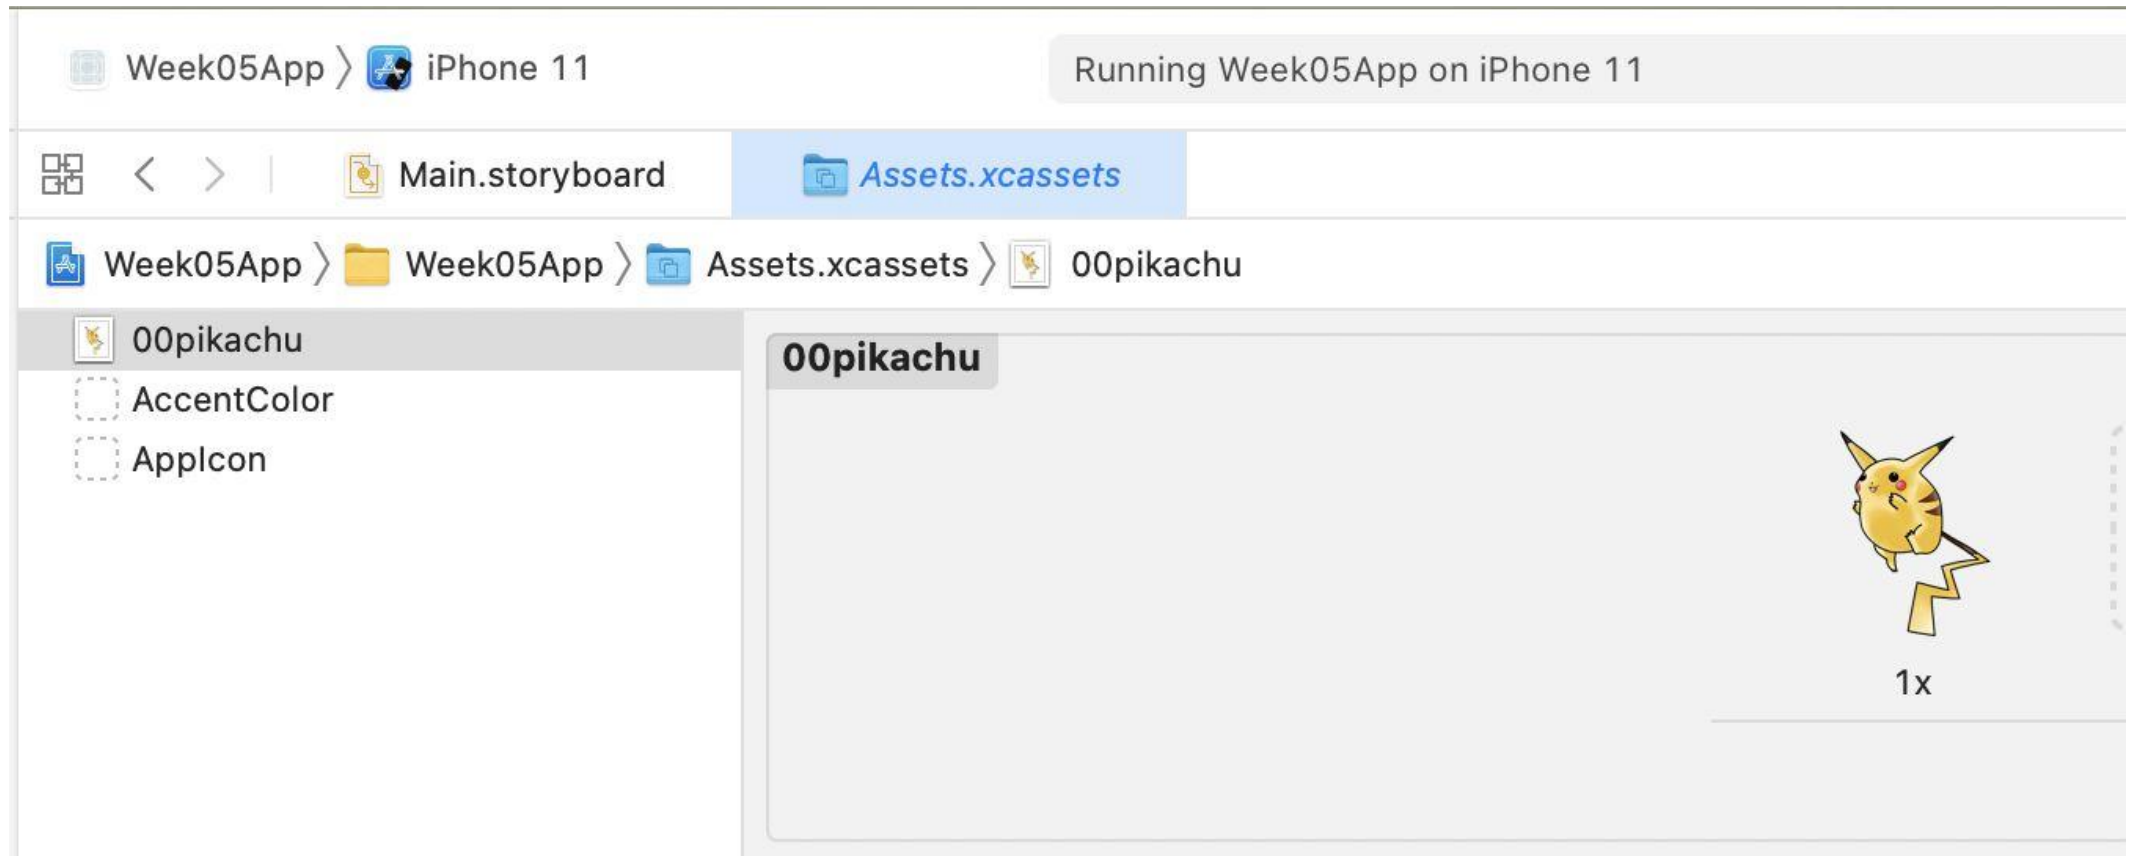 Week05App 〉 iPhone 11
Running Week05App on iPhone 11
Main.storyboard
Assets.xcassets
Week05App 〉 Week05App 〉 Assets.xcassets 〉 00pikachu
00pikachu
AccentColor
AppIcon
00pikachu
1x